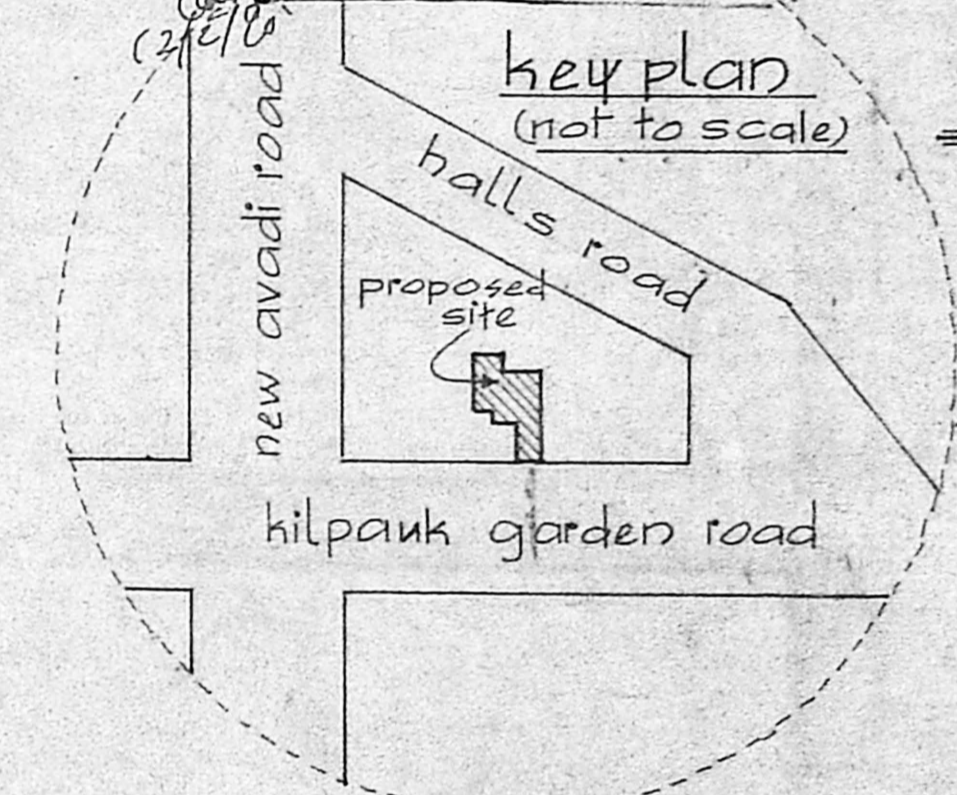 key plan
(not to scale)
new avadi road
halls road
proposed
site
kilpauk garden road